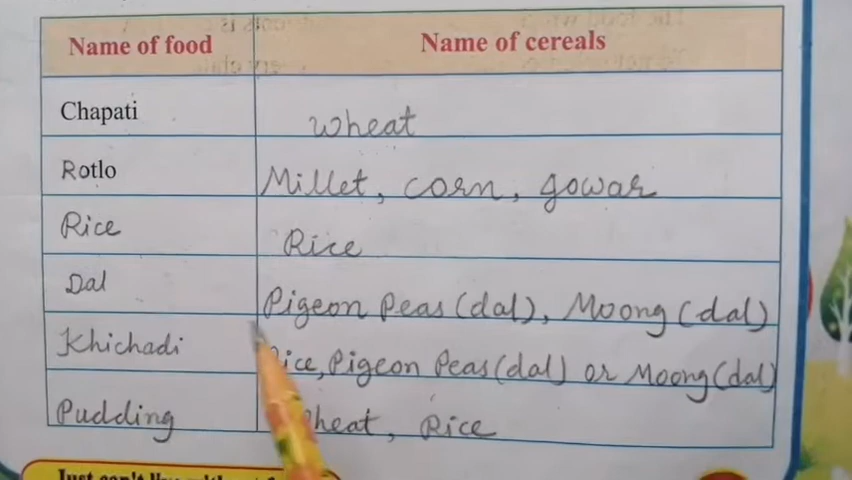 Name of food Name of cereals
Chapati wheat
Rotlo Millet, corn, gowar
Rice Rice
Dal Pigeon Peas (dal), Moong (dal)
Khichadi ice, Pigeon Peas (dal) or Moong (dal)
Pudding heat, Rice